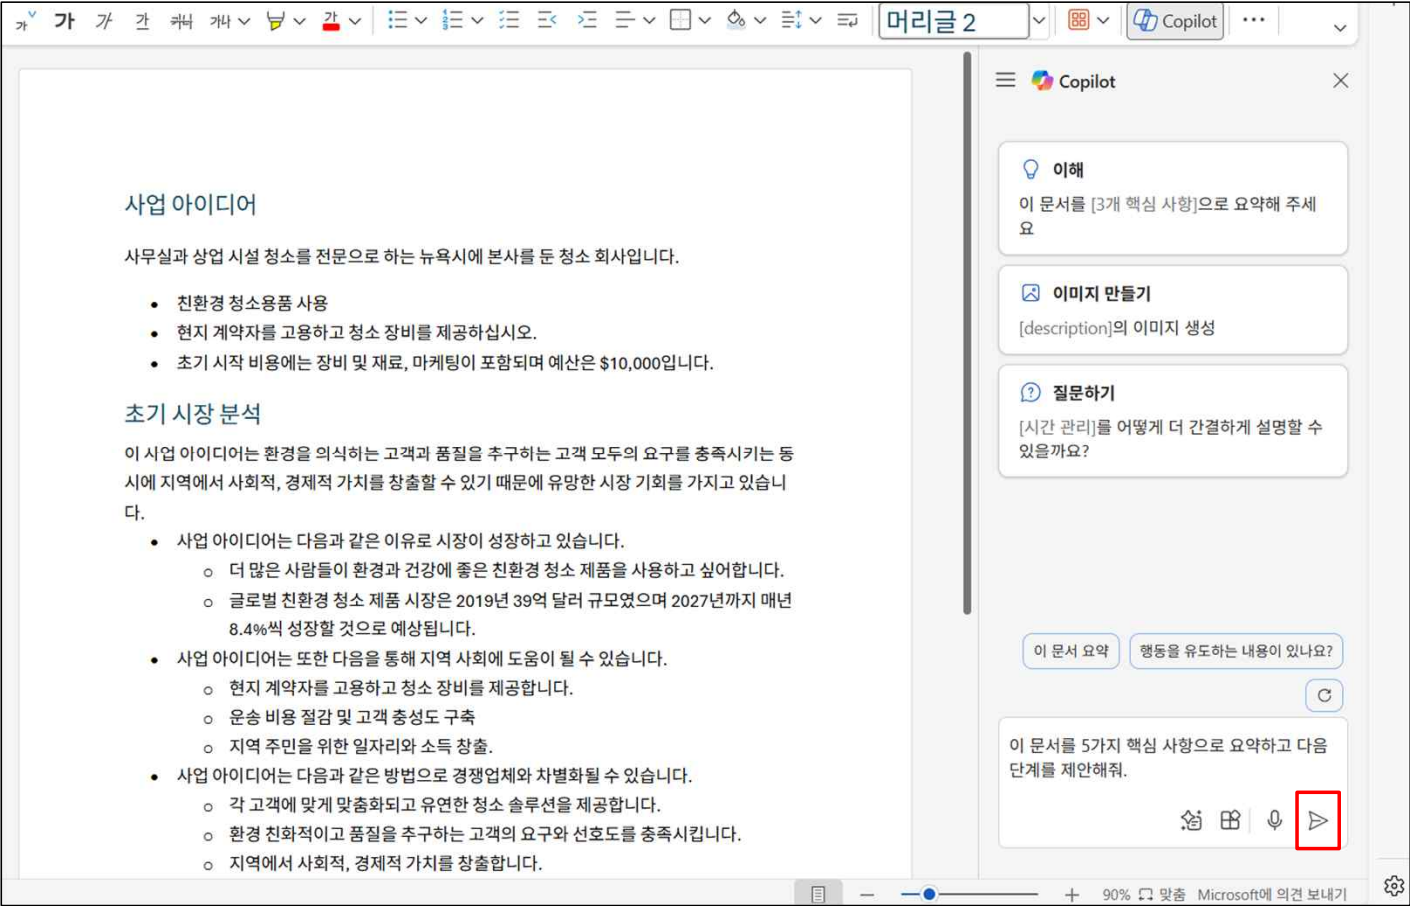 가 가 가 간 개내 가나 가
머리글 2
Copilot
Copilot
사업 아이디어
사무실과 상업 시설 청소를 전문으로 하는 뉴욕시에 본사를 둔 청소 회사입니다.
• 친환경 청소용품 사용
• 현지 계약자를 고용하고 청소 장비를 제공하십시오.
• 초기 시작 비용에는 장비 및 재료, 마케팅이 포함되며 예산은 $10,000입니다.
초기 시장 분석
이 사업 아이디어는 환경을 의식하는 고객과 품질을 추구하는 고객 모두의 요구를 충족시키는 동
시에 지역에서 사회적, 경제적 가치를 창출할 수 있기 때문에 유망한 시장 기회를 가지고 있습니
다.
• 사업 아이디어는 다음과 같은 이유로 시장이 성장하고 있습니다.
o 더 많은 사람들이 환경과 건강에 좋은 친환경 청소 제품을 사용하고 싶어합니다.
o 글로벌 친환경 청소 제품 시장은 2019년 39억 달러 규모였으며 2027년까지 매년
8.4%씩 성장할 것으로 예상됩니다.
• 사업 아이디어는 또한 다음을 통해 지역 사회에 도움이 될 수 있습니다.
o 현지 계약자를 고용하고 청소 장비를 제공합니다.
o 운송 비용 절감 및 고객 충성도 구축
o 지역 주민을 위한 일자리와 소득 창출.
• 사업 아이디어는 다음과 같은 방법으로 경쟁업체와 차별화될 수 있습니다.
o 각 고객에 맞게 맞춤화되고 유연한 청소 솔루션을 제공합니다.
o 환경 친화적이고 품질을 추구하는 고객의 요구와 선호도를 충족시킵니다.
o 지역에서 사회적, 경제적 가치를 창출합니다.
이해
이 문서를 [3개 핵심 사항]으로 요약해 주세
요
이미지 만들기
[description]의 이미지 생성
질문하기
[시간 관리]를 어떻게 더 간결하게 설명할 수
있을까요?
이 문서 요약
행동을 유도하는 내용이 있나요?
이 문서를 5가지 핵심 사항으로 요약하고 다음
단계를 제안해줘.
90% 맞춤 Microsoft에 의견 보내기